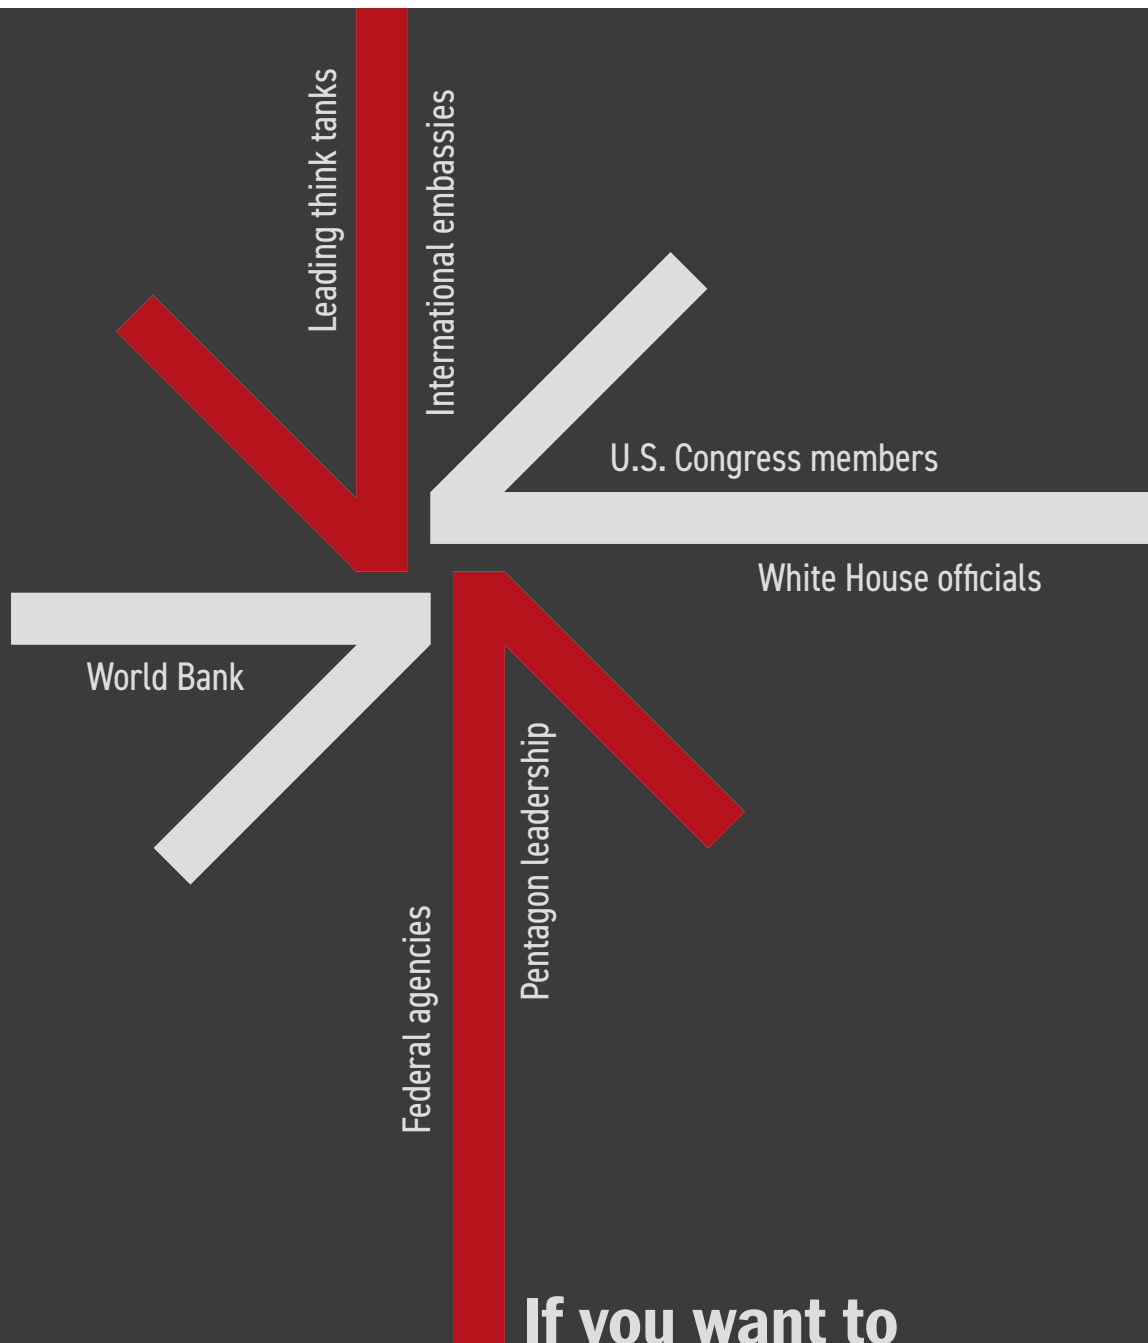 Leading think tanks
International embassies
U.S. Congress members
White House officials
World Bank
Pentagon leadership
Federal agencies
If you want to